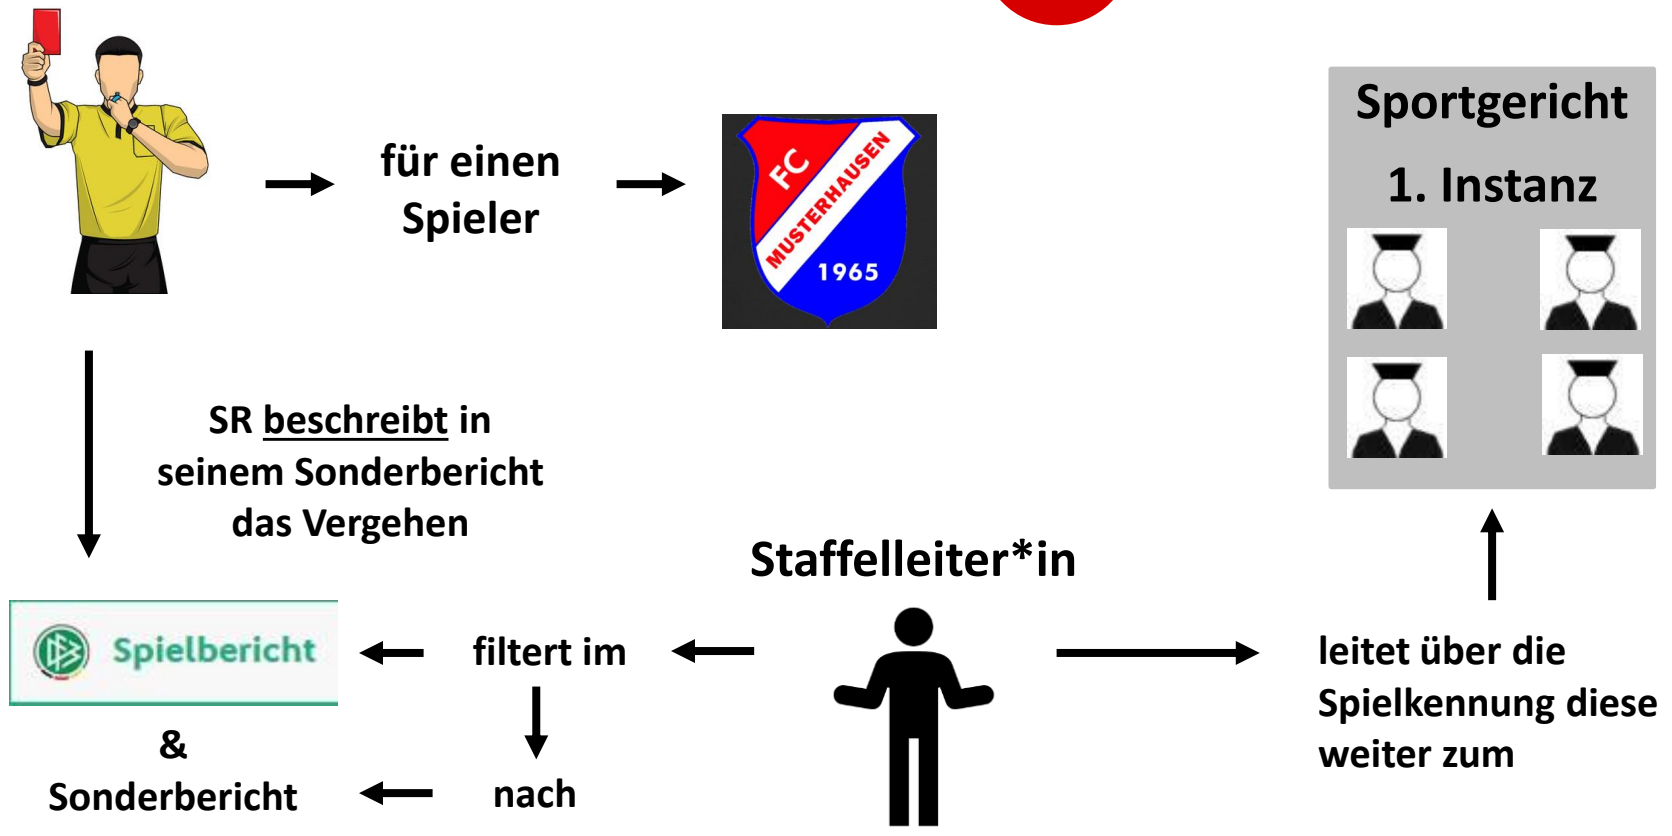 für einen
Spieler
FC
MUSTERHAUSEN
1965
Sportgericht
1. Instanz
SR beschreibt in
seinem Sonderbericht
das Vergehen
Staffelleiter*in
Spielbericht
filtert im
&
Sonderbericht
nach
leitet über die
Spielkennung diese
weiter zum